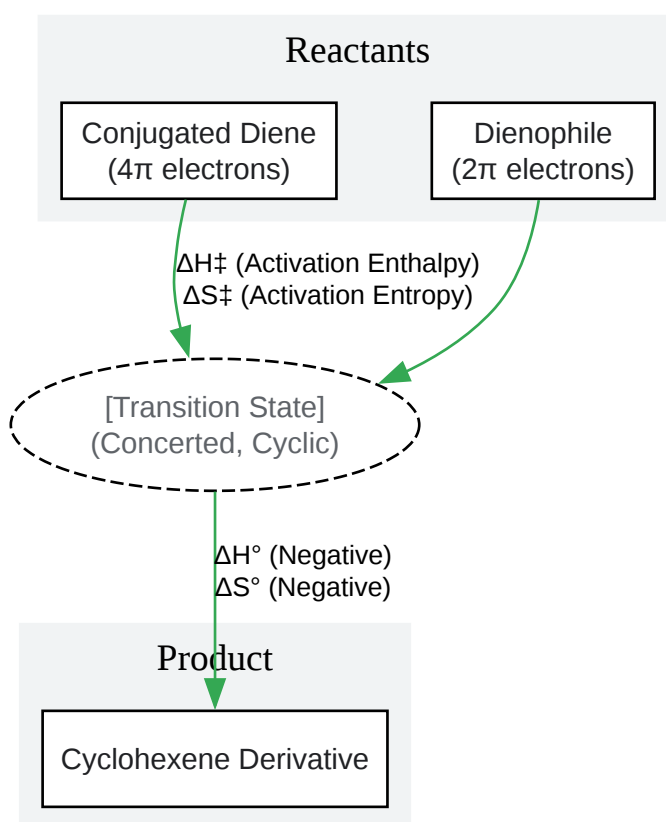 Reactants
Conjugated Diene
(4π electrons)
Dienophile
(2π electrons)
ΔH‡ (Activation Enthalpy)
ΔS‡ (Activation Entropy)
[Transition State]
(Concerted, Cyclic)
ΔH° (Negative)
ΔS° (Negative)
Product
Cyclohexene Derivative